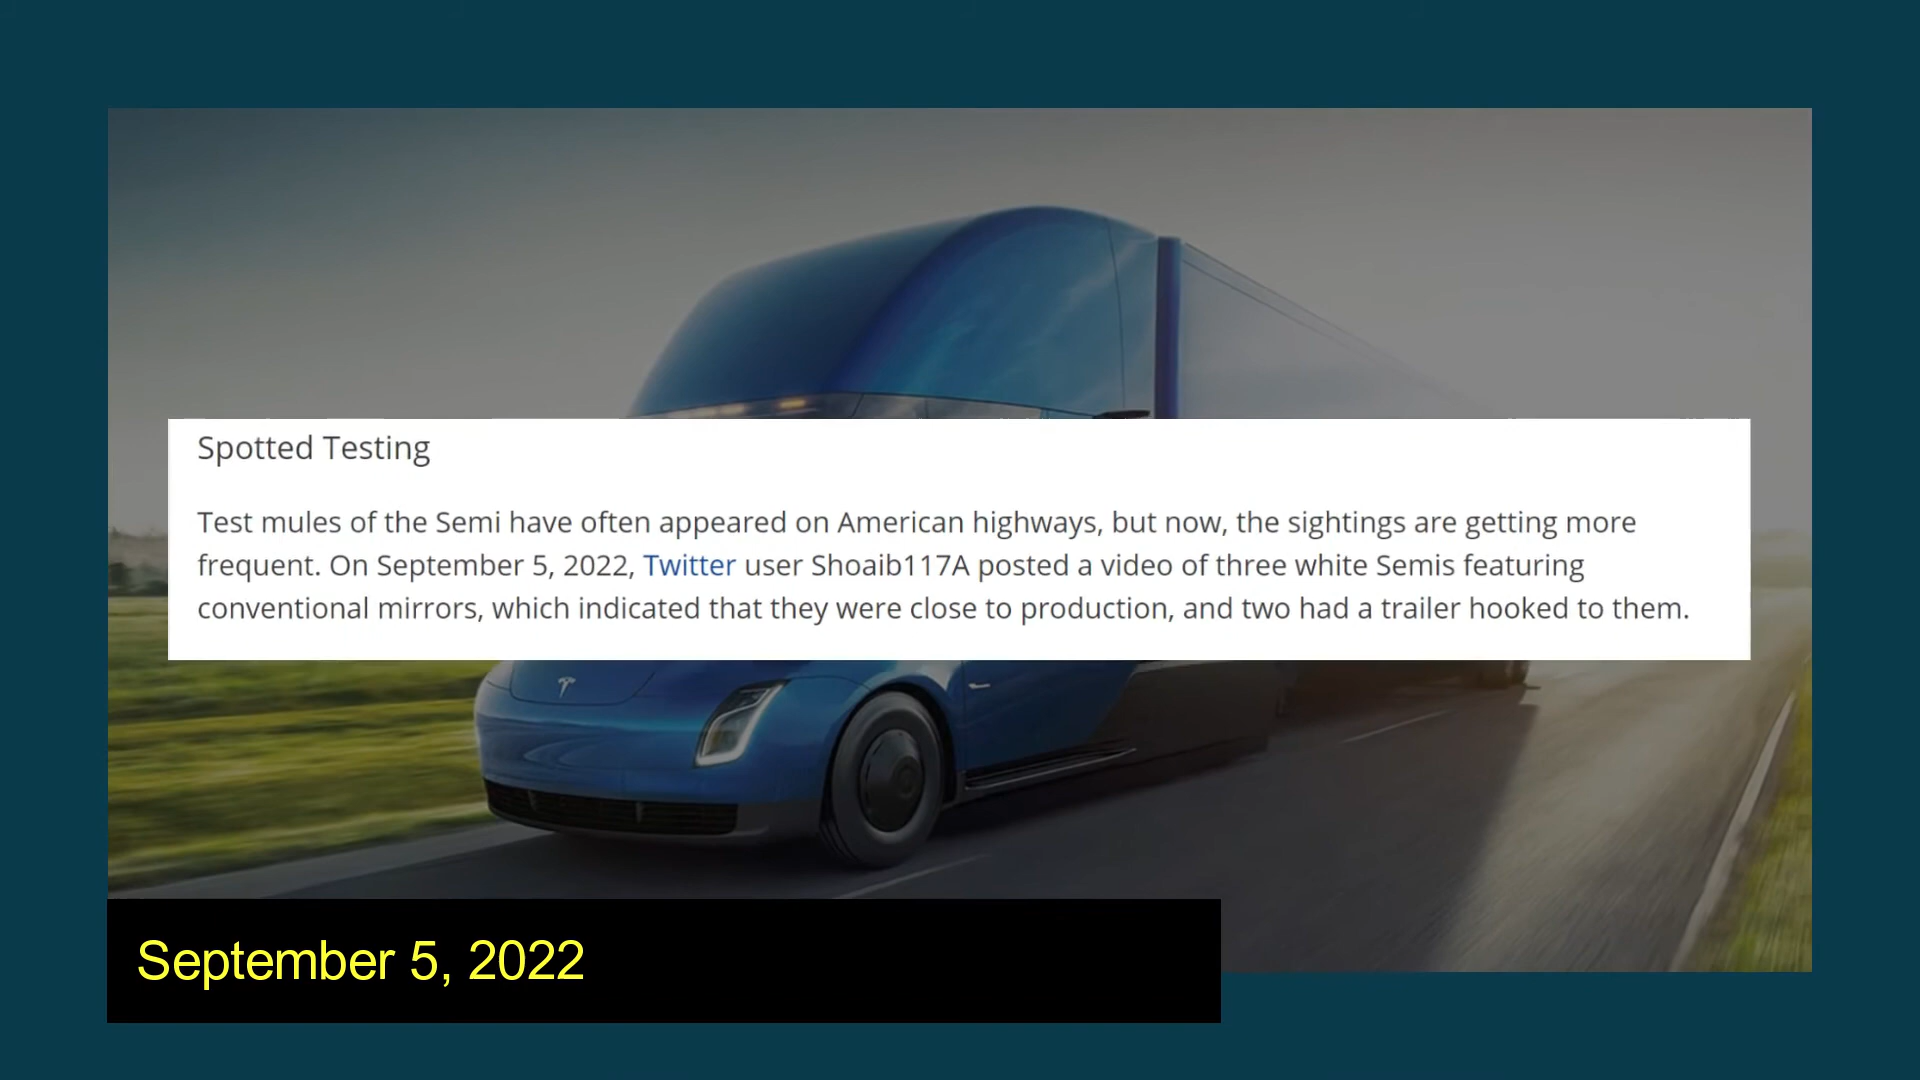 Spotted Testing
Test mules of the Semi have often appeared on American highways, but now, the sightings are getting more
frequent. On September 5, 2022, Twitter user Shoaib117A posted a video of three white Semis featuring
conventional mirrors, which indicated that they were close to production, and two had a trailer hooked to them.
September 5, 2022